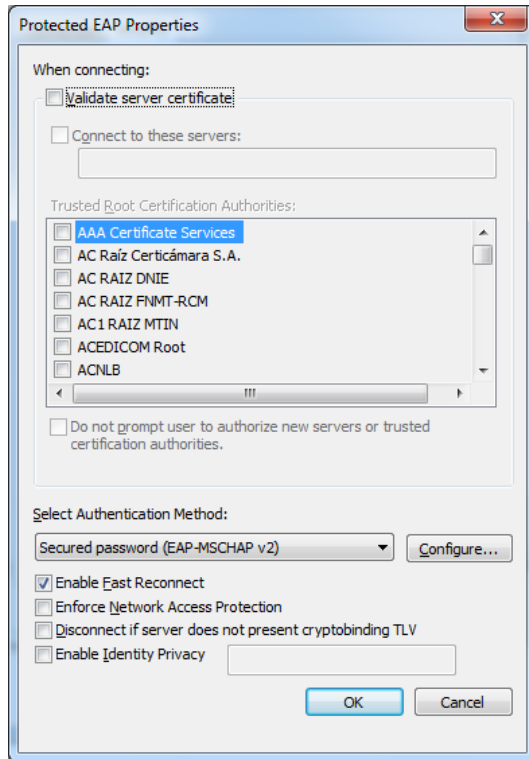 Protected EAP Properties
When connecting:
Validate server certificate
Connect to these servers:
Trusted Root Certification Authorities:
AAA Certificate Services
AC Raíz Certicámara S.A.
AC RAIZ DNIE
AC RAIZ FNMT-RCM
AC1 RAIZ MTIN
ACEDICOM Root
ACNLB
Do not prompt user to authorize new servers or trusted
certification authorities.
Select Authentication Method:
Secured password (EAP-MSCHAP v2)
Configure...
Enable Fast Reconnect
Enforce Network Access Protection
Disconnect if server does not present cryptobinding TLV
Enable Identity Privacy
OK
Cancel